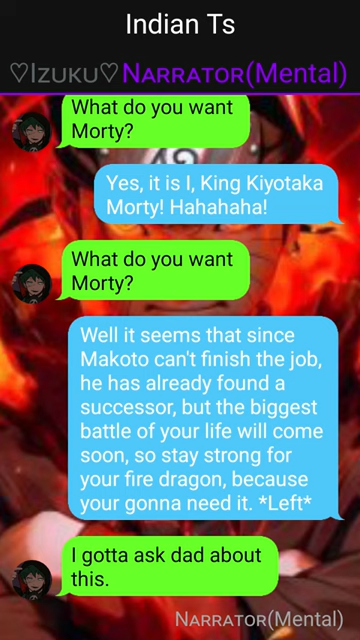 Indian Ts
♡Izuku♡Narrator(Mental)
What do you want
Morty?
Yes, it is I, King Kiyotaka
Morty! Hahahaha!
What do you want
Morty?
Well it seems that since
Makoto can't finish the job,
he has already found a
successor, but the biggest
battle of your life will come
soon, so stay strong for
your fire dragon, because
your gonna need it. *Left*
I gotta ask dad about
this.
Narrator(Mental)